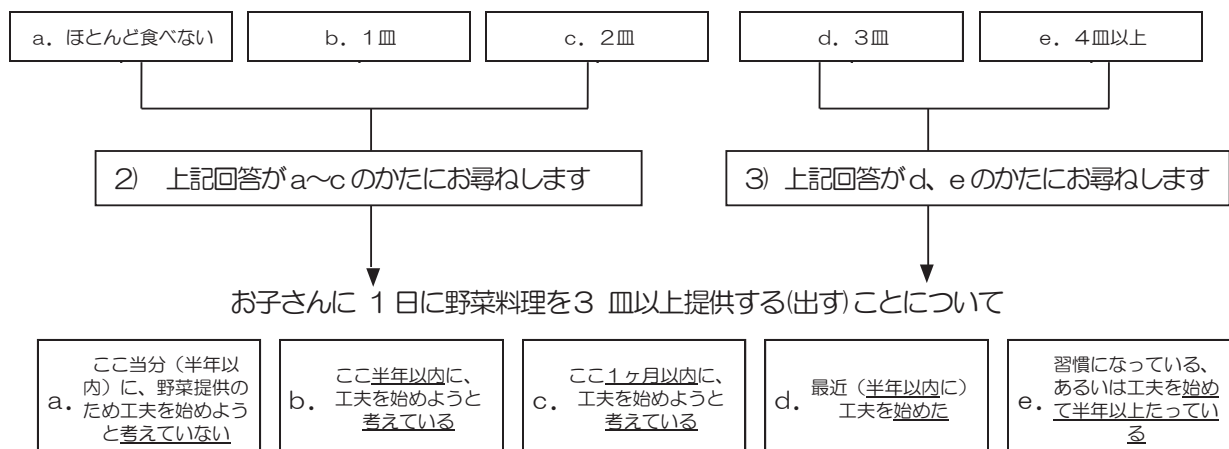 a. ほとんど食べない
b. 1皿
c. 2皿
d. 3皿
e. 4皿以上
2) 上記回答がa～cのかたにお尋ねします
3) 上記回答がd、eのかたにお尋ねします
お子さんに 1日に野菜料理を3 皿以上提供する(出す)ことについて
a.
ここ当分（半年以
内）に、野菜提供の
ため工夫を始めよう
と考えていない
b.
ここ半年以内に、
工夫を始めようと
考えている
c.
ここ1ヶ月以内に、
工夫を始めようと
考えている
d.
最近（半年以内に）
工夫を始めた
e.
習慣になっている、
あるいは工夫を始め
て半年以上たってい
る